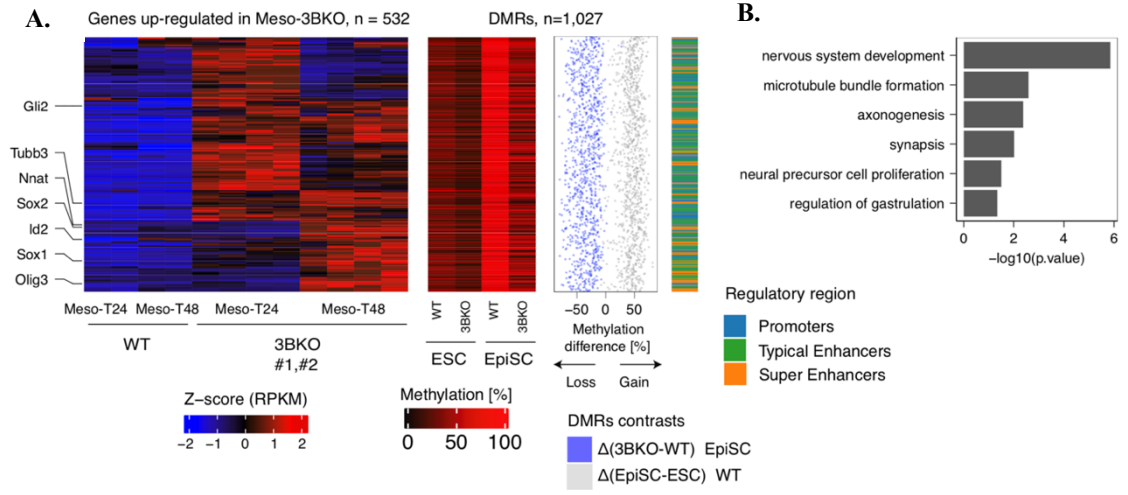 A.
Genes up-regulated in Meso-3BKO, n = 532
DMRs, n=1,027
Gli2
Tubb3
Nnat
Sox2
Id2
Sox1
Olig3
Meso-T24 Meso-T48 Meso-T24 Meso-T48
WT
3BKO
#1,#2
WT 3BKO WT 3BKO
ESC EpiSC
-50 0 50
Methylation
difference [%]
Loss Gain
Z-score (RPKM)
-2 -1 0 1 2
Methylation [%]
0 50 100
DMRs contrasts
Δ(3BKO-WT) EpiSC
Δ(EpiSC-ESC) WT
B.
nervous system development
microtubule bundle formation
axonogenesis
synapsis
neural precursor cell proliferation
regulation of gastrulation
0 2 4 6
-log10(p.value)
Regulatory region
Promoters
Typical Enhancers
Super Enhancers